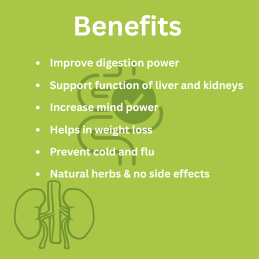 Benefits
• Improve digestion power
• Support function of liver and kidneys
• Increase mind power
• Helps in weight loss
• Prevent cold and flu
• Natural herbs & no side effects